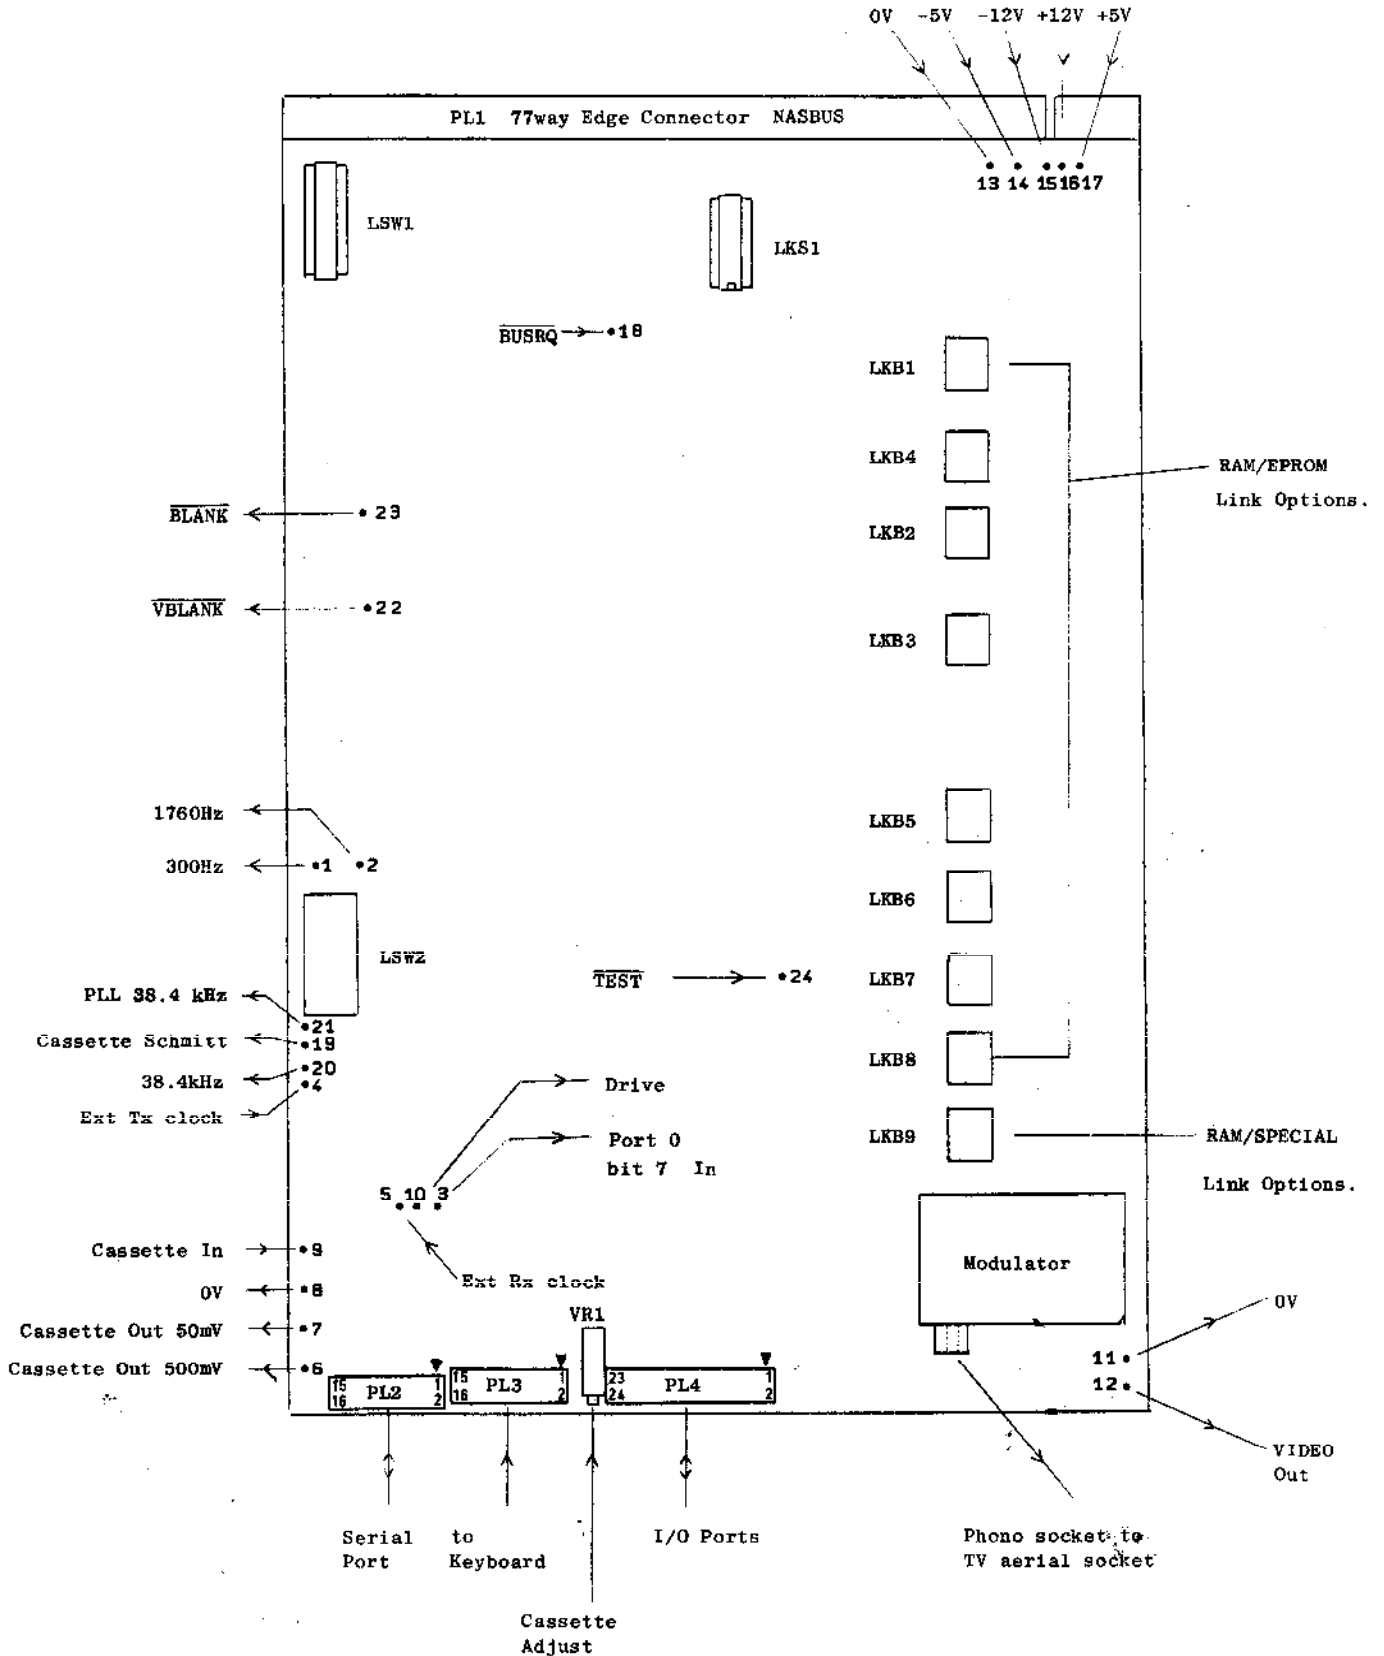 0V -5V -12V +12V +5V
PL1 77way Edge Connector NASBUS
13 14 15 16 17
LSW1
LKS1
BUSRQ 18
LKB1
LKB4
RAM/EPROM
Link Options.
BLANK 23
LKB2
VBLANK 22
LKB3
1760Hz
LKB5
300Hz 1 2
LKB6
LSW2
TEST 24
LKB7
PLL 38.4 kHz
21
Cassette Schmitt 19
LKB8
20
38.4kHz 4
Drive
Ext Tx clock
LKB9
RAM/SPECIAL
Link Options.
Port 0
bit 7 In
5 10 3
Cassette In 9
Modulator
Ext Rx clock
0V 8
0V
VR1
Cassette Out 50mV 7
11
Cassette Out 500mV 6
12
15 1
16 PL2 2
15 1
16 PL3 2
23 1
24 PL4 2
VIDEO
Out
Serial
Port
to
Keyboard
I/O Ports
Phono socket to
TV aerial socket
Cassette
Adjust